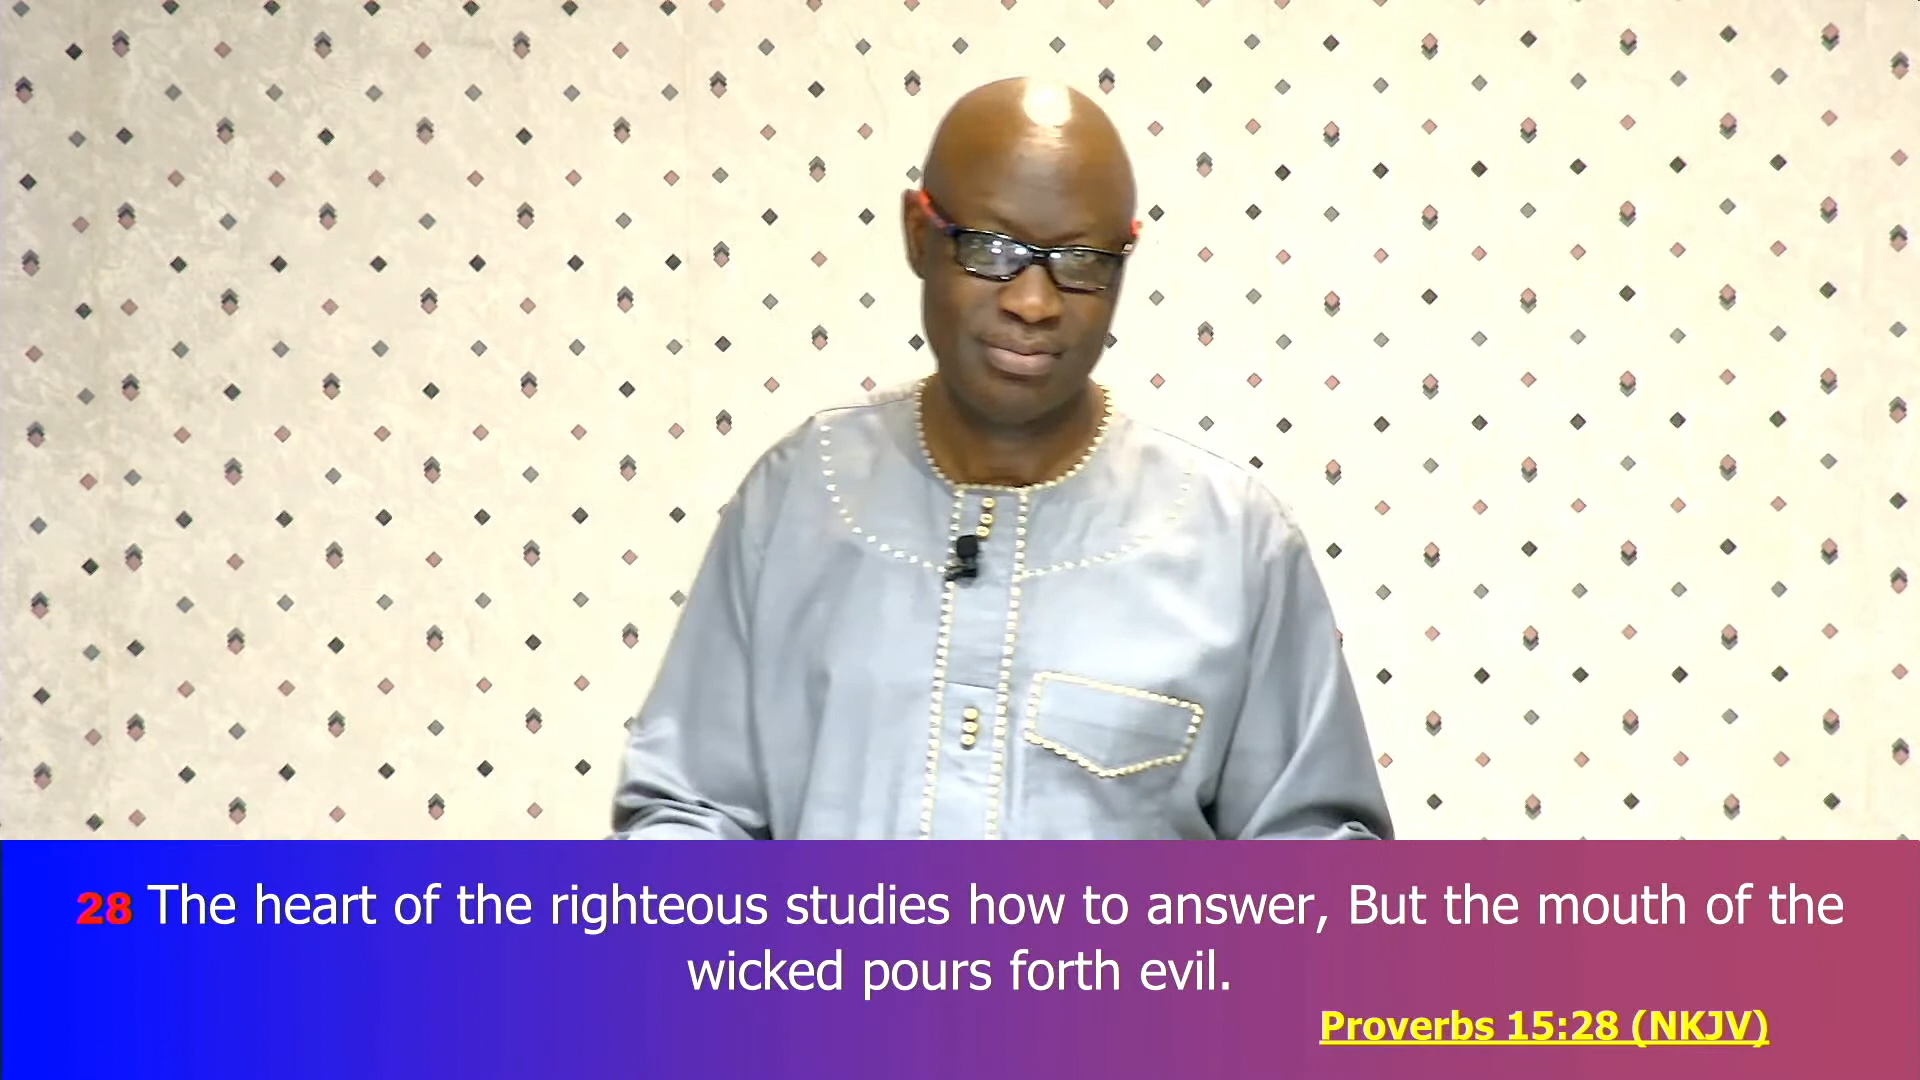 28 The heart of the righteous studies how to answer, But the mouth of the
wicked pours forth evil.
Proverbs 15:28 (NKJV)